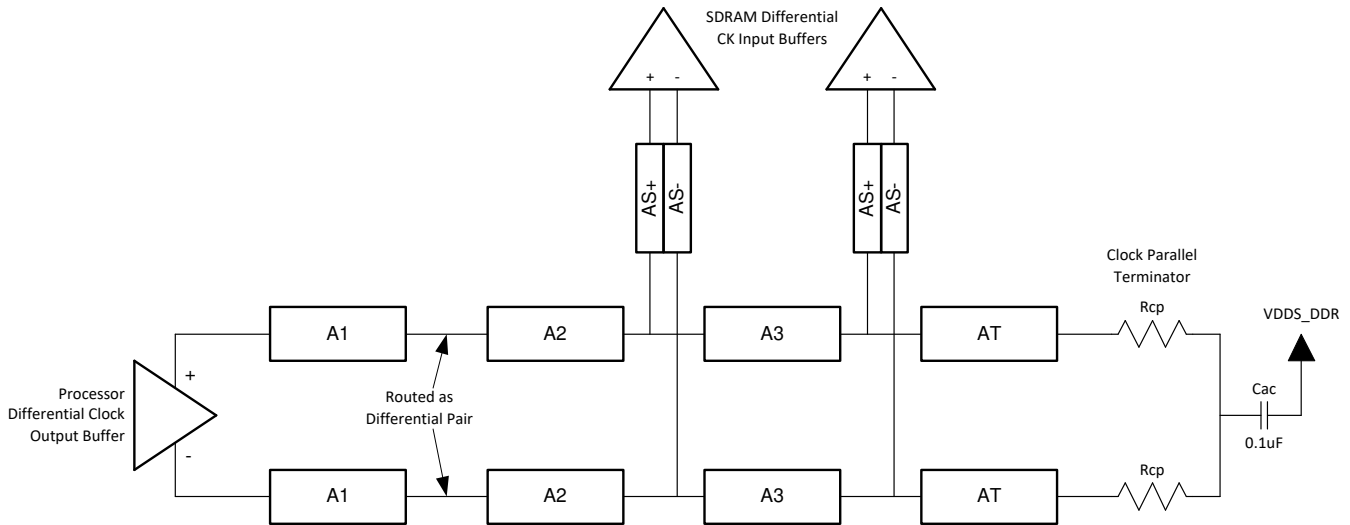 SDRAM Differential
CK Input Buffers
+ -
+ -
AS+
AS-
AS+
AS-
Clock Parallel
Terminator
A1
A2
A3
AT
Rcp
VDDS_DDR
+
Processor
Differential Clock
Output Buffer
-
Routed as
Differential Pair
Cac
0.1uF
A1
A2
A3
AT
Rcp